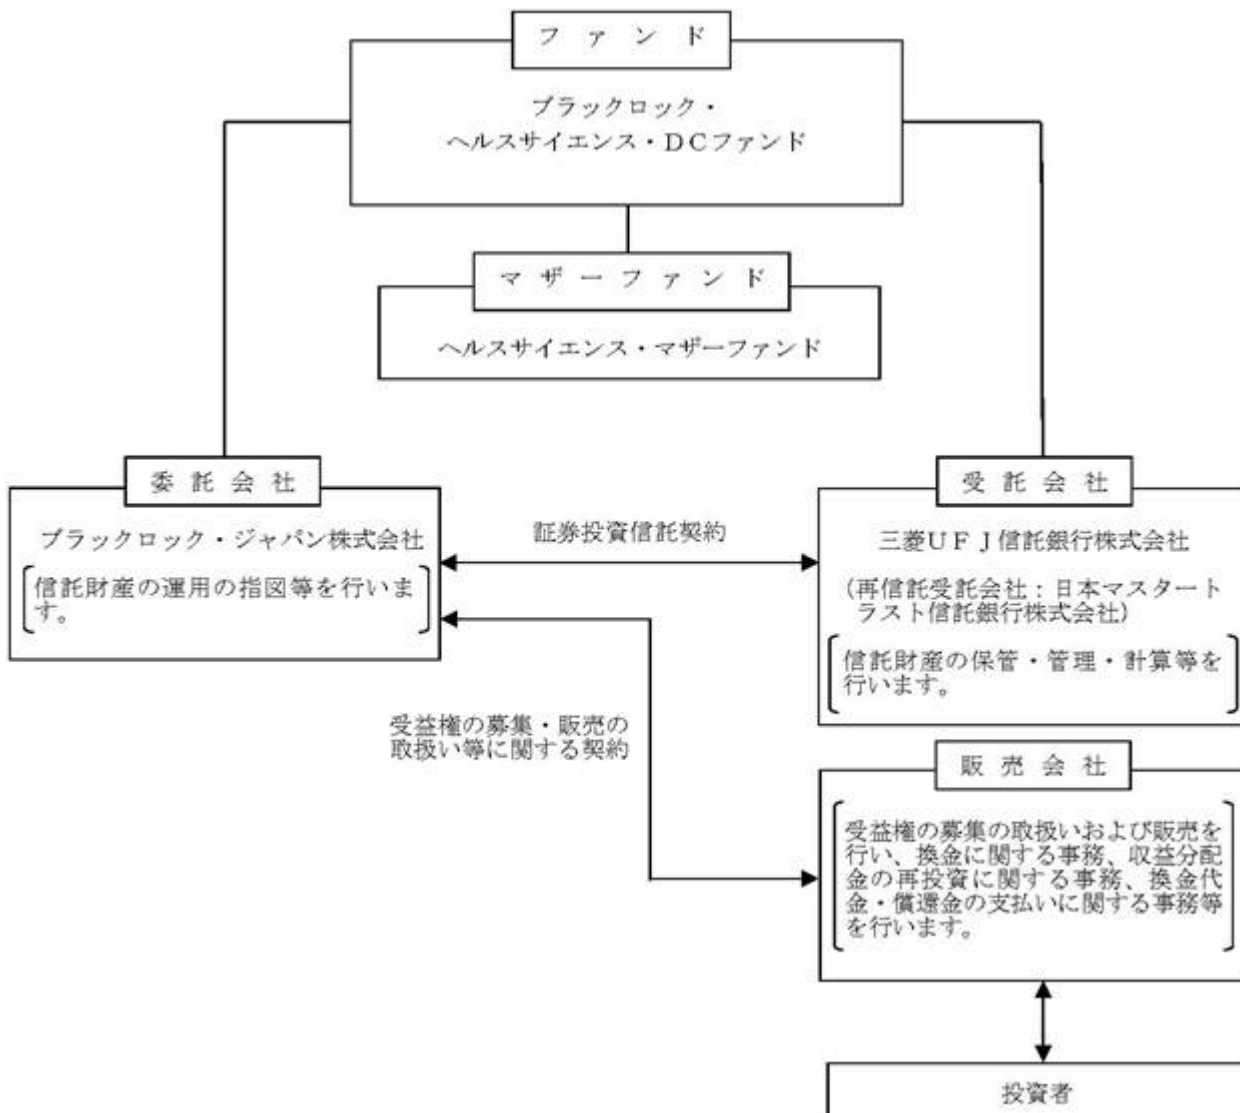 ファンド
ブラックロック・
ヘルスサイエンス・DCファンド
マザーファンド
ヘルスサイエンス・マザーファンド
委託会社
ブラックロック・ジャパン株式会社
信託財産の運用の指図等を行いま
す。
証券投資信託契約
受託会社
三菱UFJ信託銀行株式会社
(再信託受託会社:日本マスタート
ラスト信託銀行株式会社)
信託財産の保管・管理・計算等を
行います。
受益権の募集・販売の
取扱い等に関する契約
販売会社
受益権の募集の取扱いおよび販売を
行い、換金に関する事務、収益分配
金の再投資に関する事務、換金代
金・償還金の支払いに関する事務等
を行います。
投資者